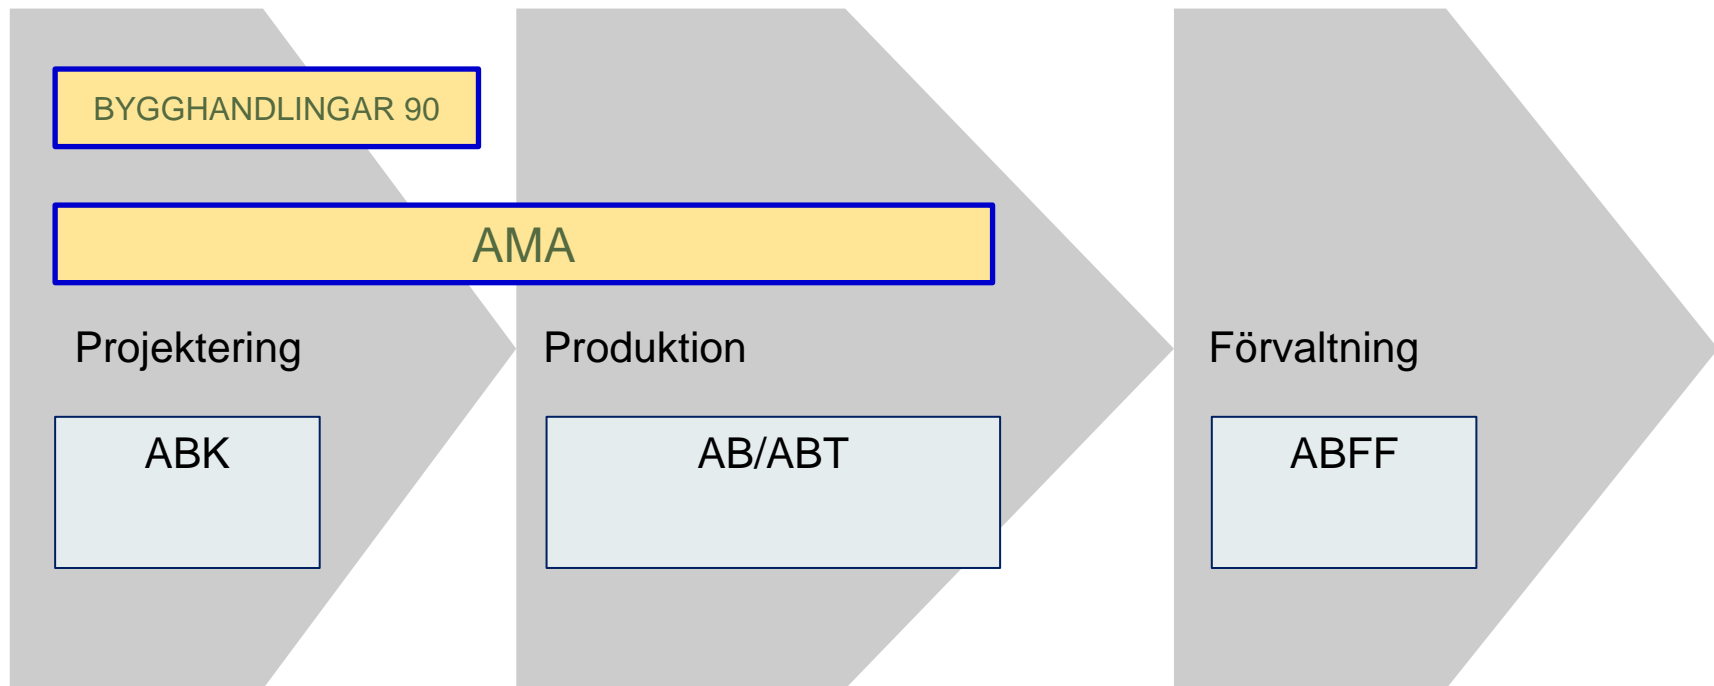 BYGGHANDLINGAR 90
AMA
Projektering
Produktion
Förvaltning
ABK
AB/ABT
ABFF